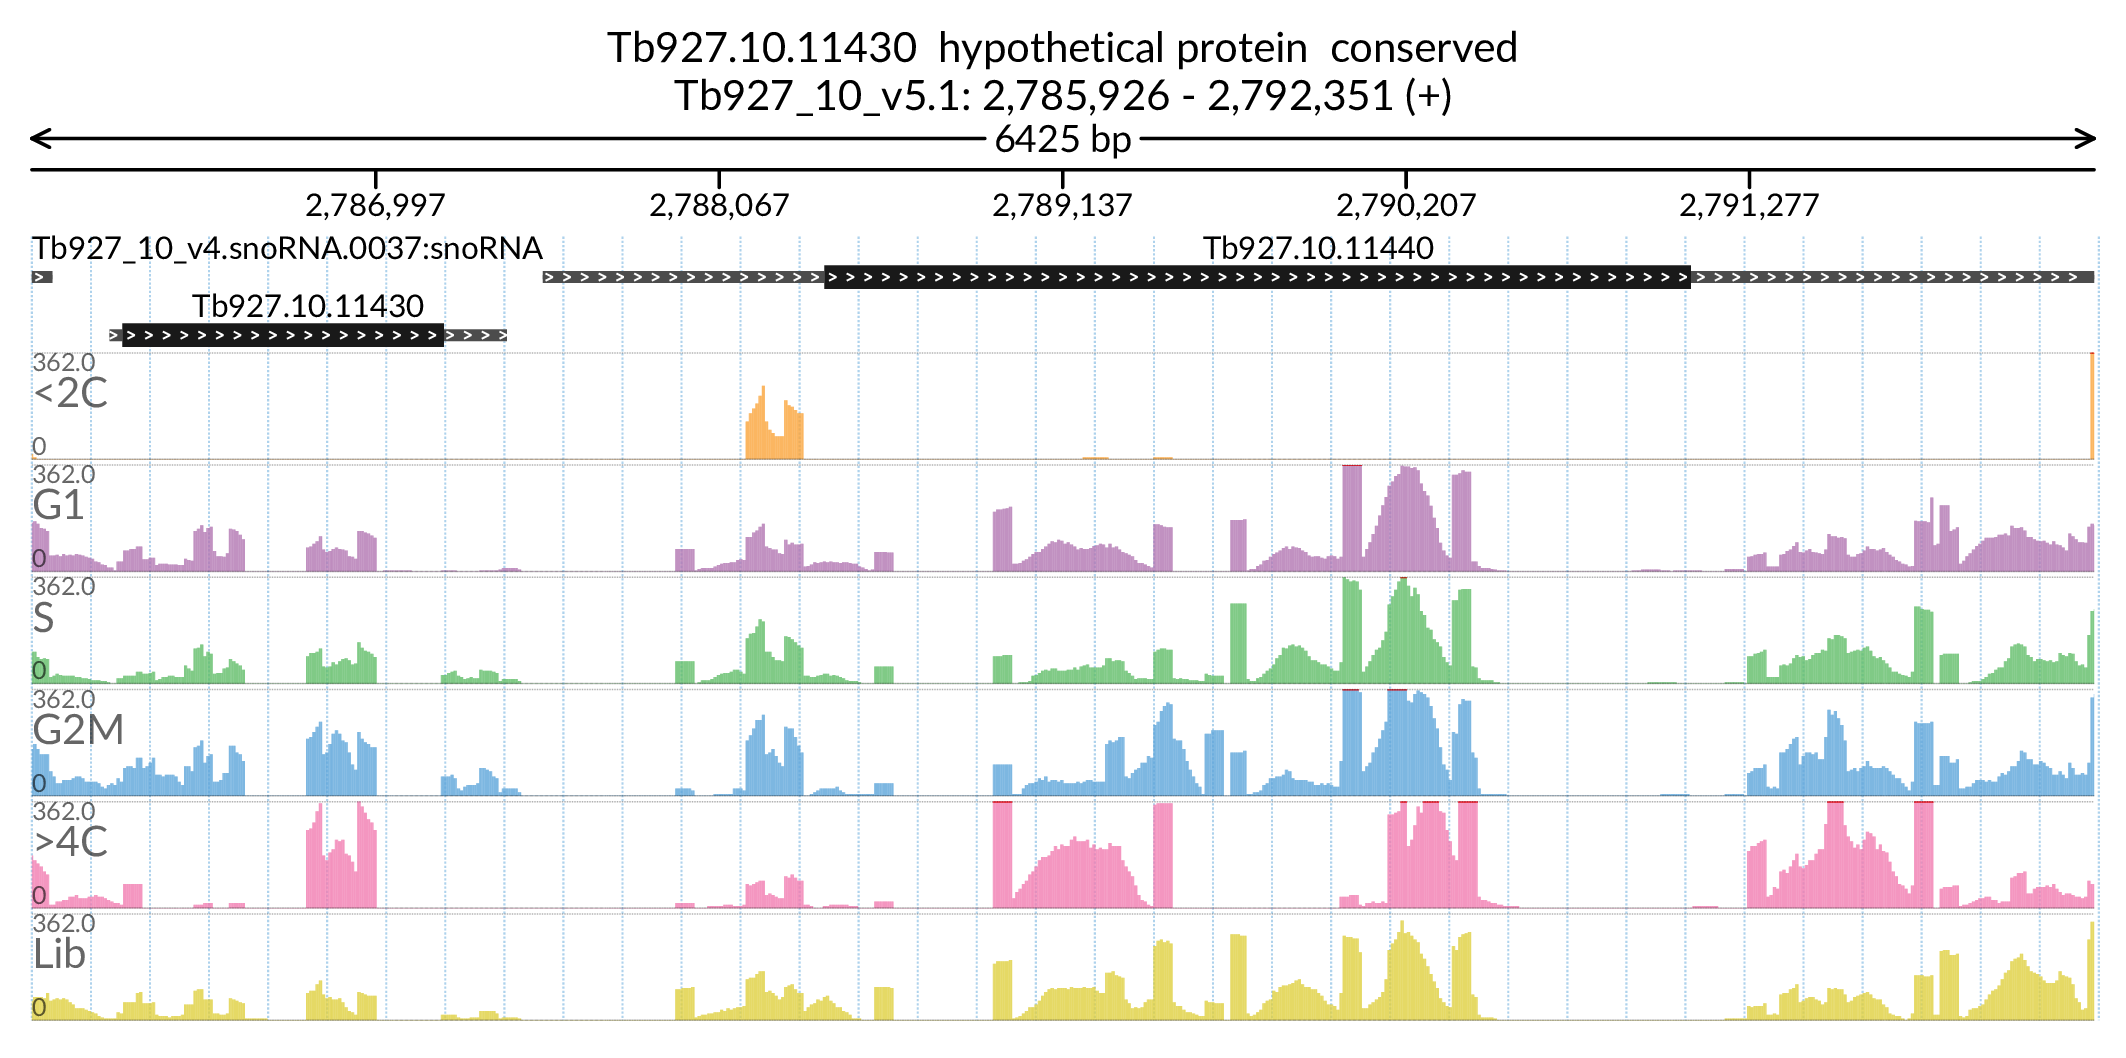 Tb927.10.11430  hypothetical protein  conserved
Tb927_10_v5.1: 2,785,926 - 2,792,351 (+)
6425 bp
2,786,997 2,788,067 2,789,137 2,790,207 2,791,277
Tb927_10_v4.snoRNA.0037:snoRNA Tb927.10.11440
Tb927.10.11430
362.0
<2C
0
362.0
G1
0
362.0
S
0
362.0
G2M
0
362.0
>4C
0
362.0
Lib
0